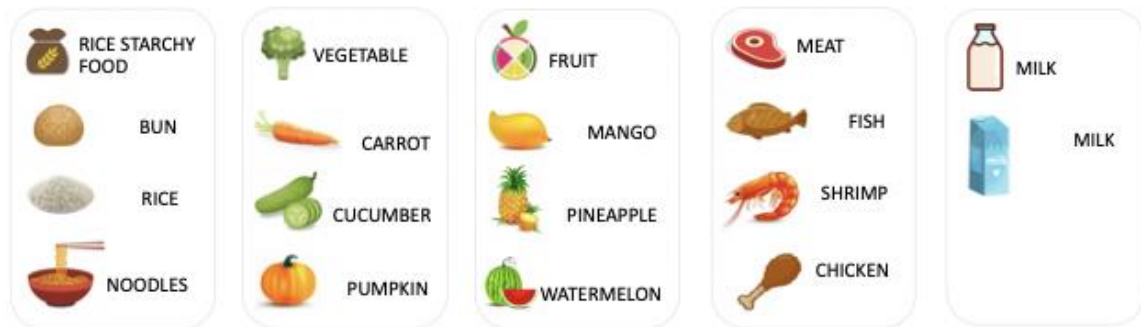 RICE STARCHY
FOOD
BUN
RICE
NOODLES
VEGETABLE
CARROT
CUCUMBER
PUMPKIN
FRUIT
MANGO
PINEAPPLE
WATERMELON
MEAT
FISH
SHRIMP
CHICKEN
MILK
MILK